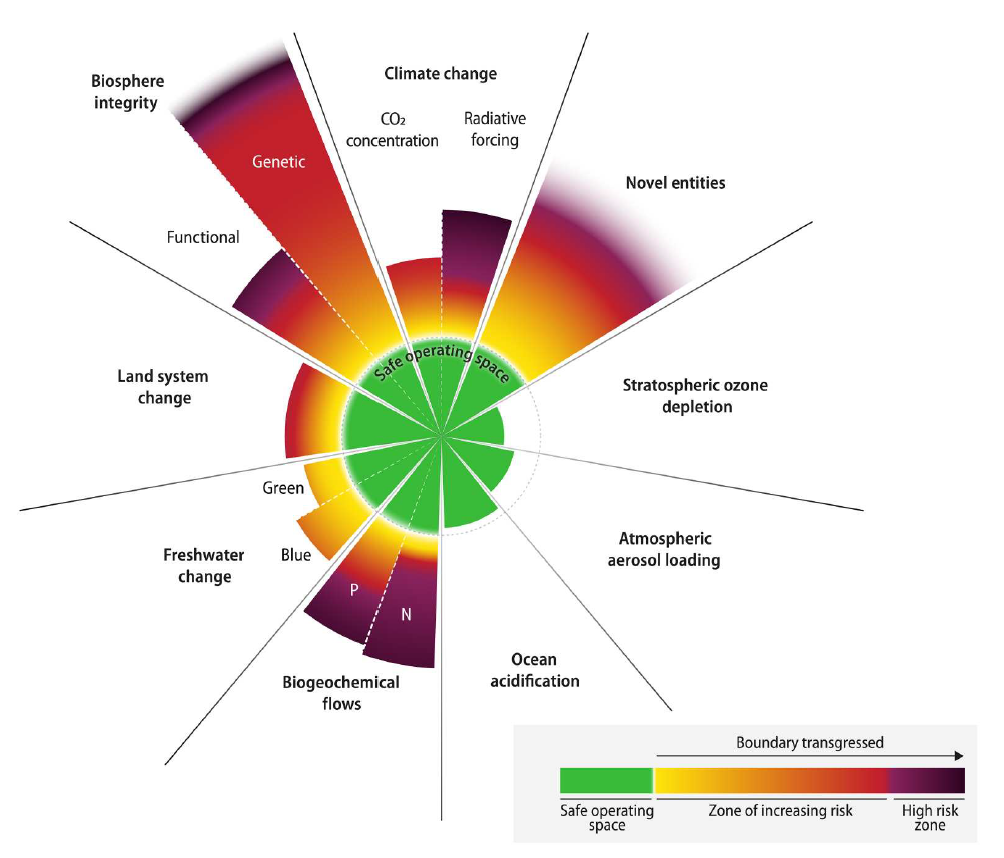 Biosphere
integrity
Climate change
CO₂
concentration
Radiative
forcing
Genetic
Novel entities
Functional
Safe operating space
Land system
change
Stratospheric ozone
depletion
Green
Freshwater
change
Blue
P
N
Atmospheric
aerosol loading
Biogeochemical
flows
Ocean
acidification
Boundary transgressed
Safe operating
space
Zone of increasing risk
High risk
zone